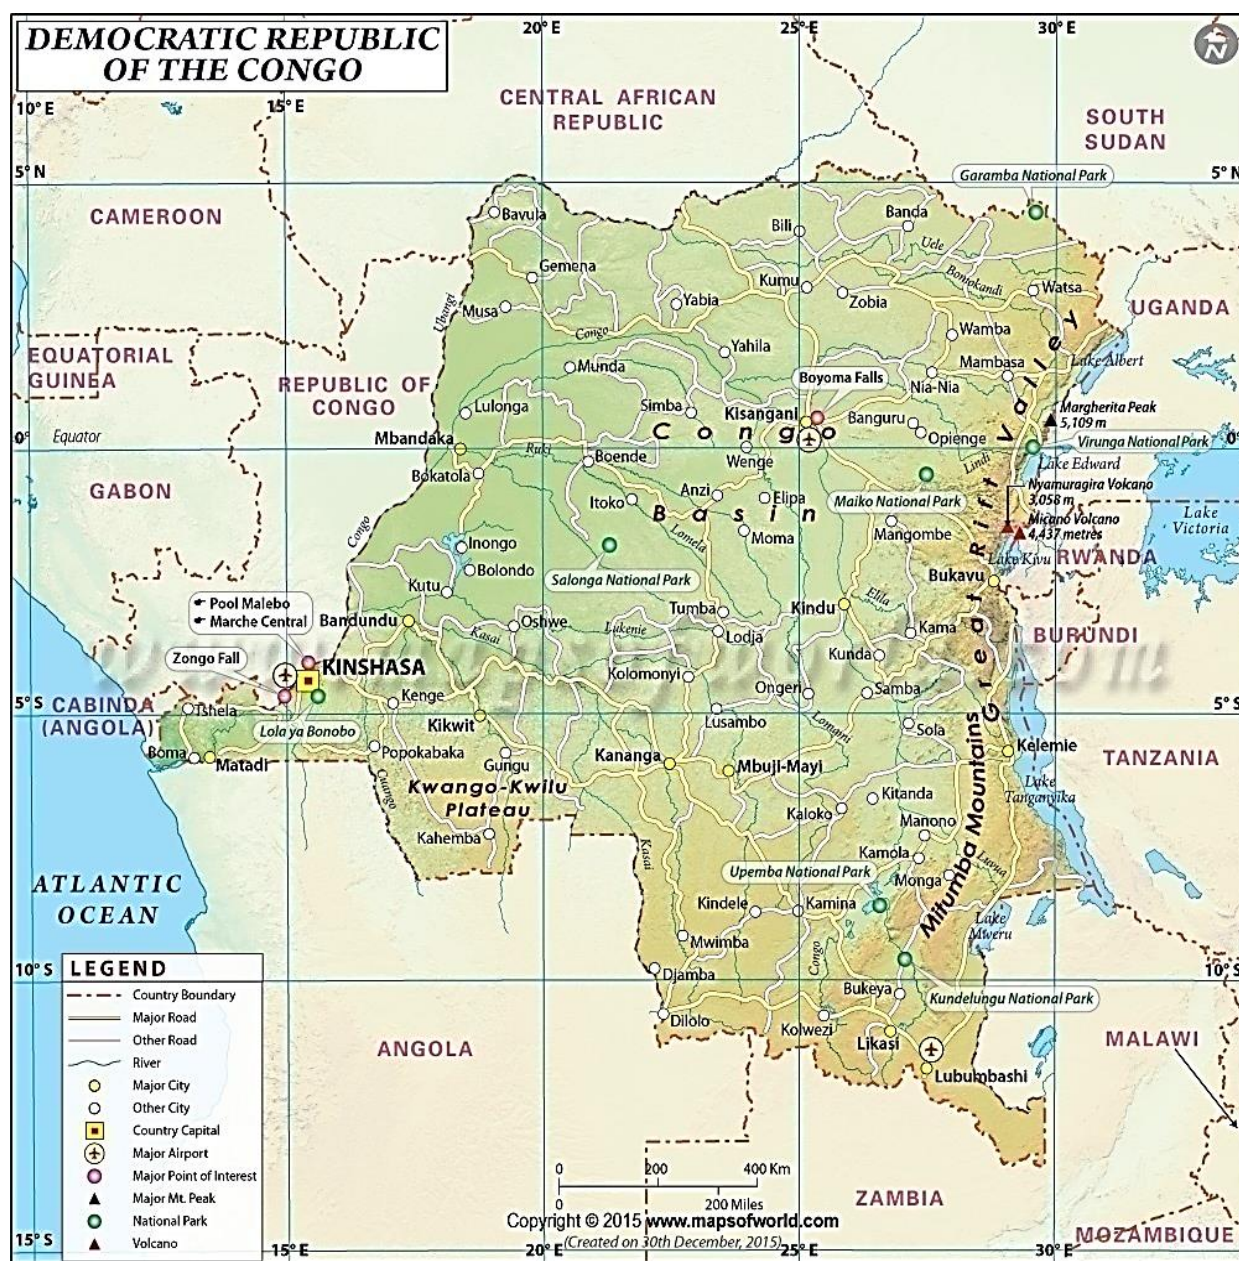 DEMOCRATIC REPUBLIC
OF THE CONGO
20° E
25° E
30° E
N
10° E
15° E
CENTRAL AFRICAN
REPUBLIC
SOUTH
SUDAN
5° N
5° N
Garamba National Park
CAMEROON
Bavula
Bili
Banda
Uele
Gemena
Bomokandi
Kumu
Zobia
Watsa
UGANDA
Ubangi
Musa
Yabia
Congo
Wamba
EQUATORIAL
GUINEA
Yahila
Mambasa
Lake Albert
Munda
Boyoma Falls
Nia-Nia
REPUBLIC OF
CONGO
Lulonga
Simba
Kisangani
Banguru
Margherita Peak
5,109 m
Mbandaka
Congo
Opienge
Virunga National Park
0°
Equator
0°
Ruki
Boende
Wenge
Lindi
Lake Edward
Bokatola
Nyamuragira Volcano
3,058 m
GABON
Itoko
Anzi
Elipa
Maiko National Park
Basin
Lake
Victoria
Micano Volcano
4,437 metres
Congo
Lomela
Moma
Mangombe
Great Rift Valley
Inongo
Lake Kivu
RWANDA
Bolondo
Salonga National Park
Bukavu
Kutu
Elila
Pool Malebo
Marche Central
Bandundu
Tumba
Kindu
Kasai
Oshwe
Lukenie
Lodja
Kama
BURUNDI
Zongo Fall
KINSHASA
Kunda
Kolomonyi
Kenge
Ongeri
Samba
CABINDA
(ANGOLA)
Tshela
Lola ya Bonobo
Kikwit
Lusambo
Lomami
Sola
5° S
5° S
Boma
Matadi
Popokabaka
Gungu
Kananga
Mbuji-Mayi
Kelemie
TANZANIA
Cuango
Kwango-Kwilu
Plateau
Kitanda
Lake
Tanganyika
Kaloko
Manono
Kahemba
Kasai
Kamola
Luvua
Upemba National Park
Monga
Mitumba Mountains
ATLANTIC
OCEAN
Kindele
Kamina
Lake
Mweru
Mwimba
Congo
LEGEND
Djamba
10° S
10° S
Country Boundary
Bukeya
Kundelungu National Park
Major Road
Dilolo
Kolwezi
Other Road
ANGOLA
Likasi
MALAWI
River
Lubumbashi
Major City
Other City
Country Capital
Major Airport
0 200 400 Km
Major Point of Interest
Major Mt. Peak
0 200 Miles
ZAMBIA
National Park
Copyright © 2015 www.mapsofworld.com
MOZAMBIQUE
Volcano
(Created on 30th December, 2015)
15° S
15° E
20° E
25° E
30° E